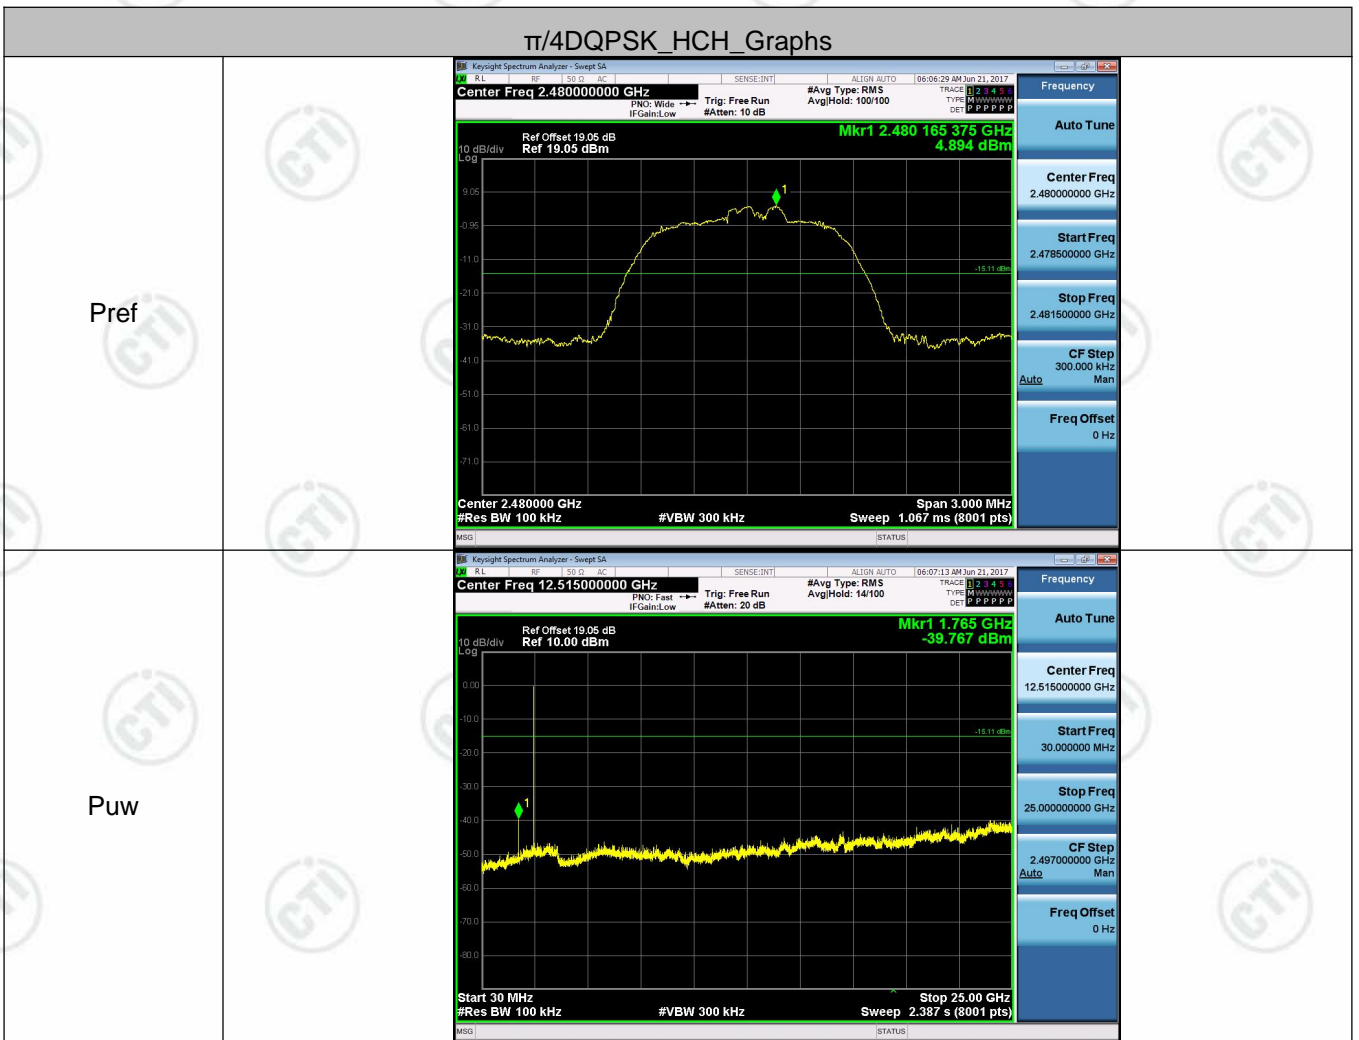 π/4DQPSK_HCH_Graphs
Pref
Keysight Spectrum Analyzer - Swept SA
RL RF 50 Ω AC SENSE:INT ALIGN AUTO 06:06:29 AM Jun 21, 2017
Center Freq 2.480000000 GHz
PNO: Wide
IFGain:Low
Trig: Free Run
#Atten: 10 dB
#Avg Type: RMS
Avg|Hold: 100/100
TRACE 1 2 3 4 5 6
TYPE M WWWWW
DET P P P P P P
Ref Offset 19.05 dB
10 dB/div Ref 19.05 dBm
Log
Mkr1 2.480 165 375 GHz
4.894 dBm
1
9.05
-0.95
-11.0
-15.11 dBm
-21.0
-31.0
-41.0
-51.0
-61.0
-71.0
Center 2.480000 GHz Span 3.000 MHz
#Res BW 100 kHz #VBW 300 kHz Sweep 1.067 ms (8001 pts)
MSG STATUS
Frequency
Auto Tune
Center Freq
2.480000000 GHz
Start Freq
2.478500000 GHz
Stop Freq
2.481500000 GHz
CF Step
300.000 kHz
Auto Man
Freq Offset
0 Hz
Puw
Keysight Spectrum Analyzer - Swept SA
RL RF 50 Ω AC SENSE:INT ALIGN AUTO 06:07:13 AM Jun 21, 2017
Center Freq 12.515000000 GHz
PNO: Fast
IFGain:Low
Trig: Free Run
#Atten: 20 dB
#Avg Type: RMS
Avg|Hold: 14/100
TRACE 1 2 3 4 5 6
TYPE M WWWWW
DET P P P P P P
Ref Offset 19.05 dB
10 dB/div Ref 10.00 dBm
Log
Mkr1 1.765 GHz
-39.767 dBm
0.00
-10.0
-15.11 dBm
-20.0
-30.0
1
-40.0
-50.0
-60.0
-70.0
-80.0
Start 30 MHz Stop 25.00 GHz
#Res BW 100 kHz #VBW 300 kHz Sweep 2.387 s (8001 pts)
MSG STATUS
Frequency
Auto Tune
Center Freq
12.515000000 GHz
Start Freq
30.000000 MHz
Stop Freq
25.000000000 GHz
CF Step
2.497000000 GHz
Auto Man
Freq Offset
0 Hz